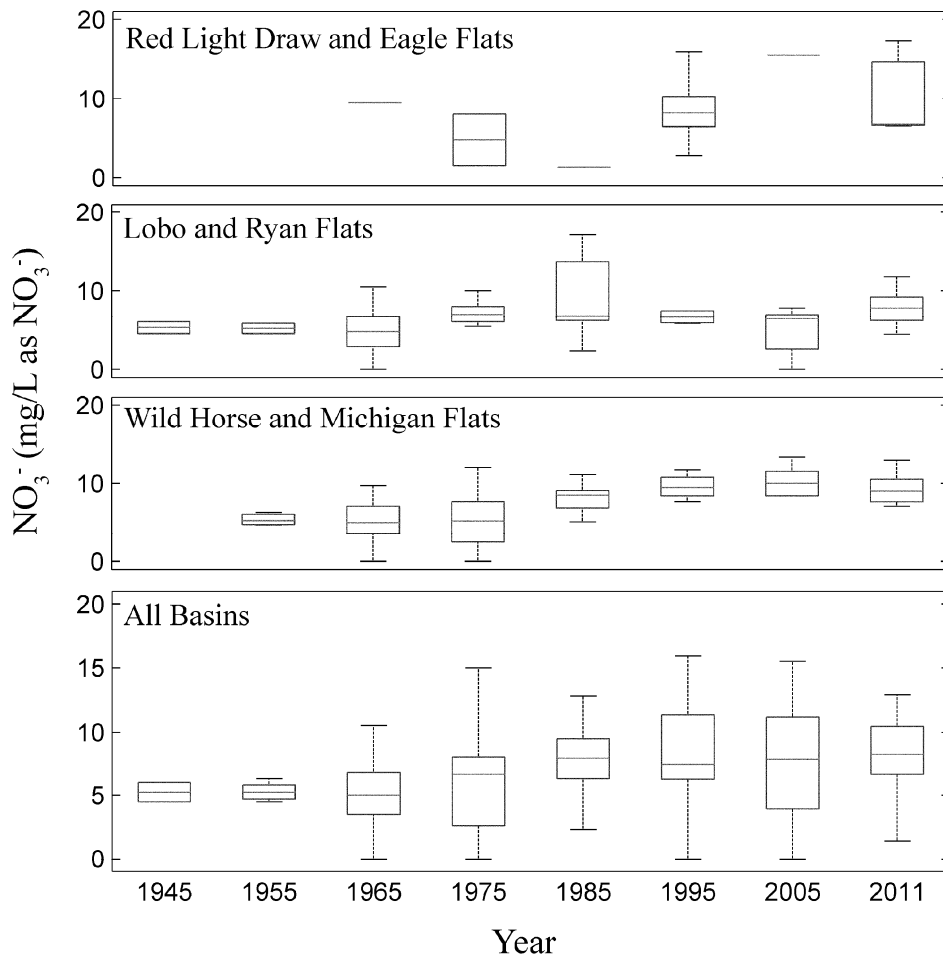 NO₃⁻ (mg/L as NO₃⁻)
Red Light Draw and Eagle Flats
20
10
0
Lobo and Ryan Flats
20
10
0
Wild Horse and Michigan Flats
20
10
0
All Basins
20
15
10
5
0
1945 1955 1965 1975 1985 1995 2005 2011
Year